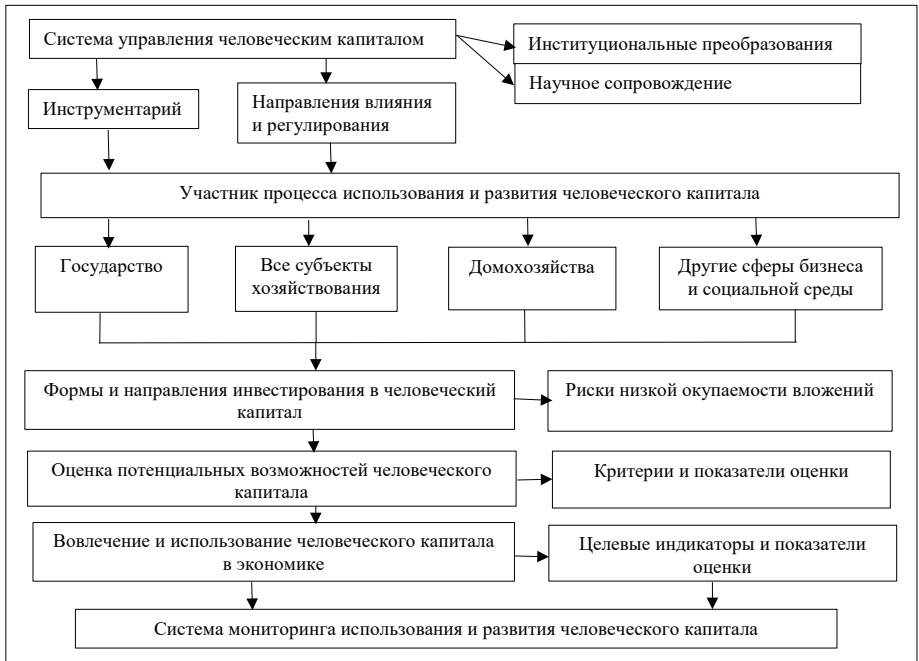 Система управления человеческим капиталом
Институциональные преобразования
Научное сопровождение
Инструментарий
Направления влияния
и регулирования
Участник процесса использования и развития человеческого капитала
Государство
Все субъекты
хозяйствования
Домохозяйства
Другие сферы бизнеса
и социальной среды
Формы и направления инвестирования в человеческий
капитал
Риски низкой окупаемости вложений
Оценка потенциальных возможностей человеческого
капитала
Критерии и показатели оценки
Вовлечение и использование человеческого капитала
в экономике
Целевые индикаторы и показатели
оценки
Система мониторинга использования и развития человеческого капитала